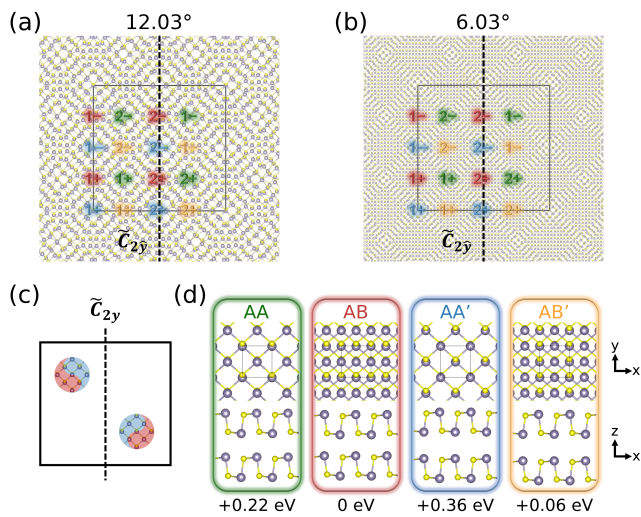 (a) 12.03°
1− 2− 2− 1−
1− 2− 2− 1−
1+ 1+ 2+ 2+
1+ 1+ 2+ 2+
C̃₂ŷ
(b) 6.03°
1− 2− 2− 1−
1− 2− 2− 1−
1+ 1+ 2+ 2+
1+ 1+ 2+ 2+
C̃₂ŷ
(c) C̃₂y
(d)
AA AB AA’ AB’
y
x
z
x
+0.22 eV 0 eV +0.36 eV +0.06 eV